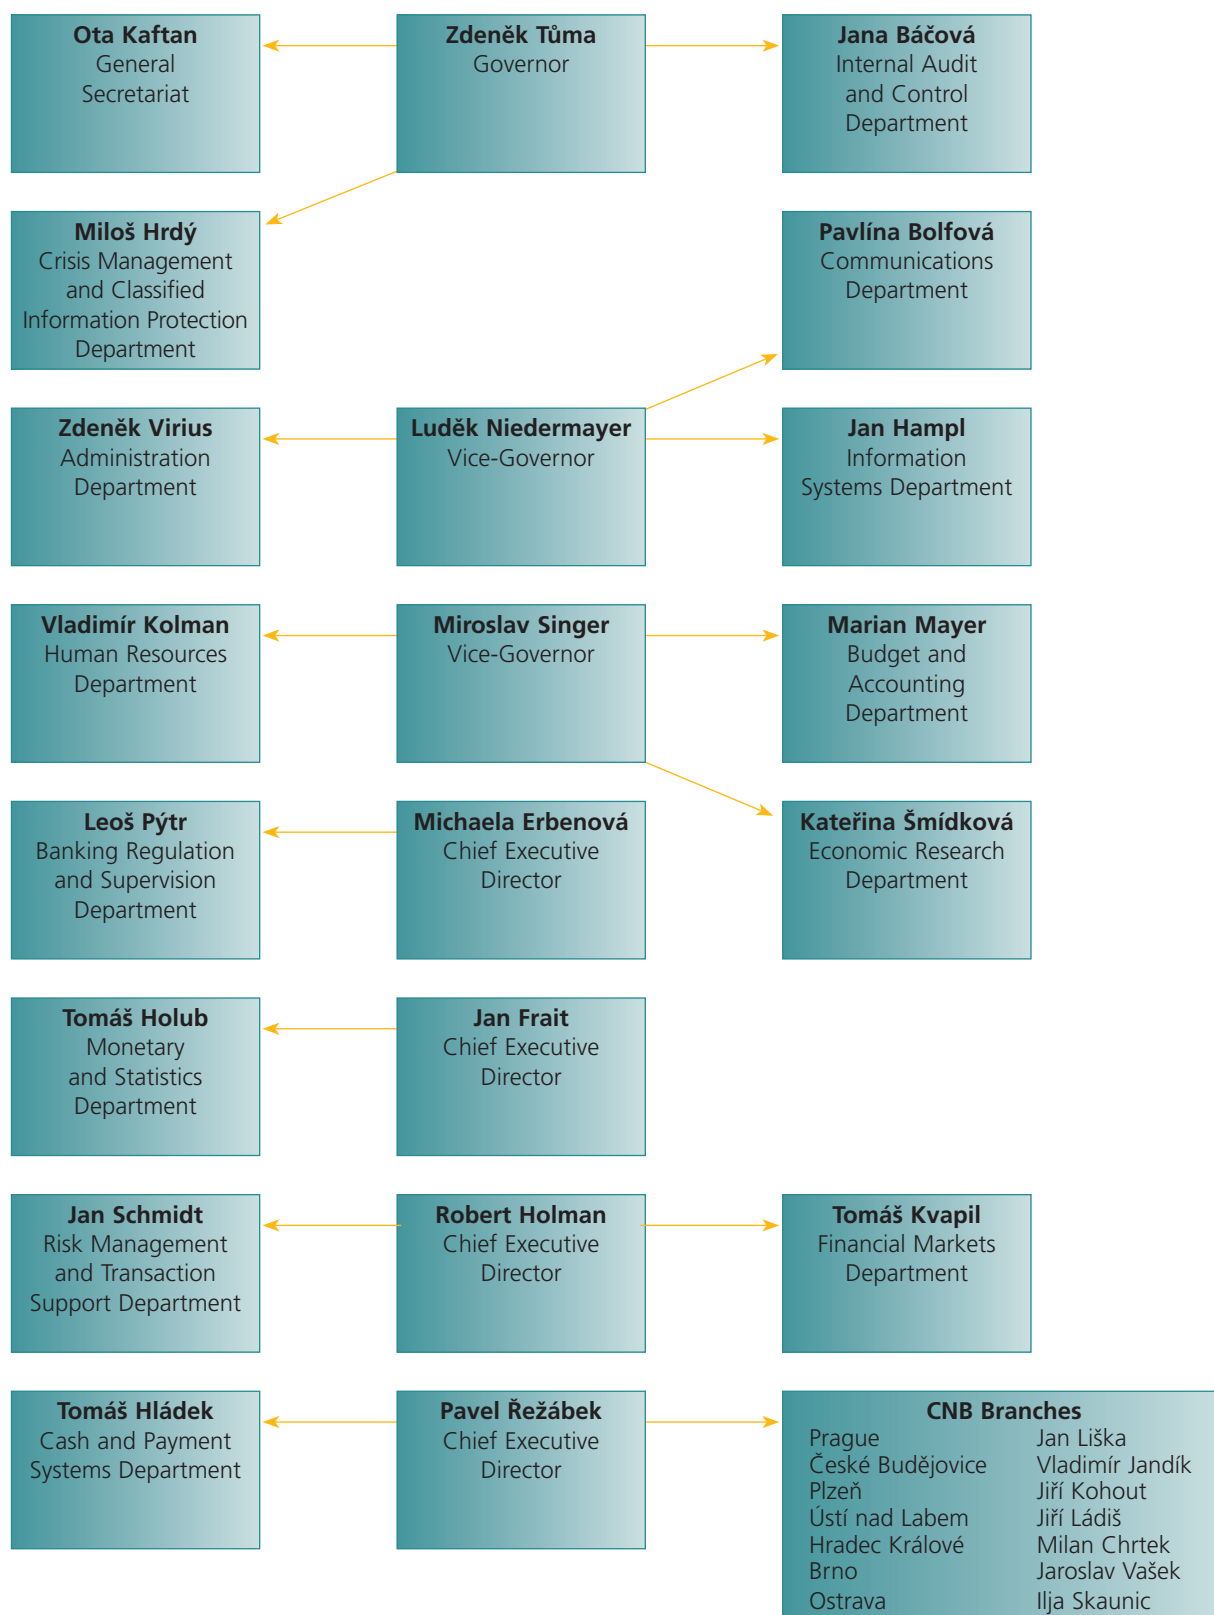 Ota Kaftan
General
Secretariat
Zdeněk Tůma
Governor
Jana Báčová
Internal Audit
and Control
Department
Miloš Hrdý
Crisis Management
and Classified
Information Protection
Department
Pavlína Bolfová
Communications
Department
Zdeněk Virius
Administration
Department
Luděk Niedermayer
Vice-Governor
Jan Hampl
Information
Systems Department
Vladimír Kolman
Human Resources
Department
Miroslav Singer
Vice-Governor
Marian Mayer
Budget and
Accounting
Department
Leoš Pýtr
Banking Regulation
and Supervision
Department
Michaela Erbenová
Chief Executive
Director
Kateřina Šmídková
Economic Research
Department
Tomáš Holub
Monetary
and Statistics
Department
Jan Frait
Chief Executive
Director
Jan Schmidt
Risk Management
and Transaction
Support Department
Robert Holman
Chief Executive
Director
Tomáš Kvapil
Financial Markets
Department
Tomáš Hládek
Cash and Payment
Systems Department
Pavel Řežábek
Chief Executive
Director
CNB Branches
Prague Jan Liška
České Budějovice Vladimír Jandík
Plzeň Jiří Kohout
Ústí nad Labem Jiří Ládiš
Hradec Králové Milan Chrtek
Brno Jaroslav Vašek
Ostrava Ilja Skaunic